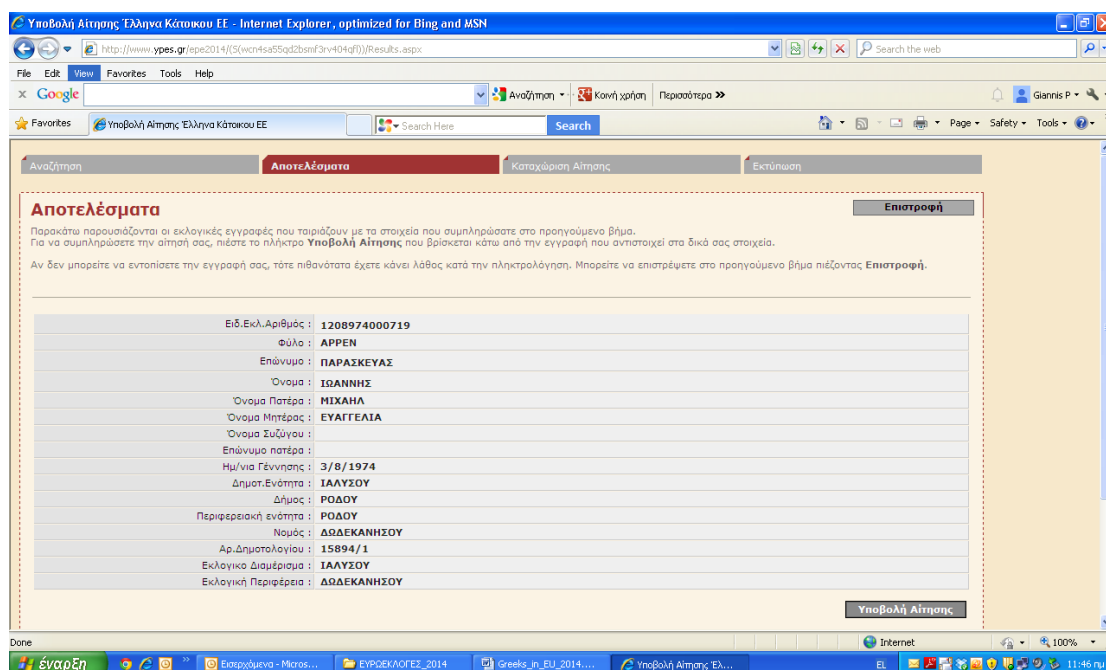 Υποβολή Αίτησης Έλληνα Κάτοικου ΕΕ - Internet Explorer, optimized for Bing and MSN
http://www.ypes.gr/epe2014/(S(wcn4sa55qd2bsmf3rv404qfl))/Results.aspx
Search the web
File Edit View Favorites Tools Help
x Google Αναζήτηση Κοινή χρήση Περισσότερα >> Giannis P
Favorites Υποβολή Αίτησης Έλληνα Κάτοικου ΕΕ Search Here Search Page Safety Tools
Αναζήτηση Αποτελέσματα Καταχώριση Αίτησης Εκτύπωση
Αποτελέσματα Επιστροφή
Παρακάτω παρουσιάζονται οι εκλογικές εγγραφές που ταιριάζουν με τα στοιχεία που συμπληρώσατε στο προηγούμενο βήμα.
Για να συμπληρώσετε την αίτησή σας, πιέστε το πλήκτρο Υποβολή Αίτησης που βρίσκεται κάτω από την εγγραφή που αντιστοιχεί στα δικά σας στοιχεία.
Αν δεν μπορείτε να εντοπίσετε την εγγραφή σας, τότε πιθανότατα έχετε κάνει λάθος κατά την πληκτρολόγηση. Μπορείτε να επιστρέψετε στο προηγούμενο βήμα πιέζοντας Επιστροφή.
Ειδ.Εκλ.Αριθμός : 1208974000719
Φύλο : ΑΡΡΕΝ
Επώνυμο : ΠΑΡΑΣΚΕΥΑΣ
Όνομα : ΙΩΑΝΝΗΣ
Όνομα Πατέρα : ΜΙΧΑΗΛ
Όνομα Μητέρας : ΕΥΑΓΓΕΛΙΑ
Όνομα Συζύγου :
Επώνυμο πατέρα :
Ημ/νια Γέννησης : 3/8/1974
Δημοτ.Ενότητα : ΙΑΛΥΣΟΥ
Δήμος : ΡΟΔΟΥ
Περιφερειακή ενότητα : ΡΟΔΟΥ
Νομός : ΔΩΔΕΚΑΝΗΣΟΥ
Αρ.Δημοτολογίου : 15894/1
Εκλογικο Διαμέρισμα : ΙΑΛΥΣΟΥ
Εκλογική Περιφέρεια : ΔΩΔΕΚΑΝΗΣΟΥ
Υποβολή Αίτησης
Done Internet 100%
έναρξη Εισερχόμενα - Micros... ΕΥΡΩΕΚΛΟΓΕΣ_2014 Greeks_in_EU_2014.... Υποβολή Αίτησης Έλ... EL 11:46 πμ